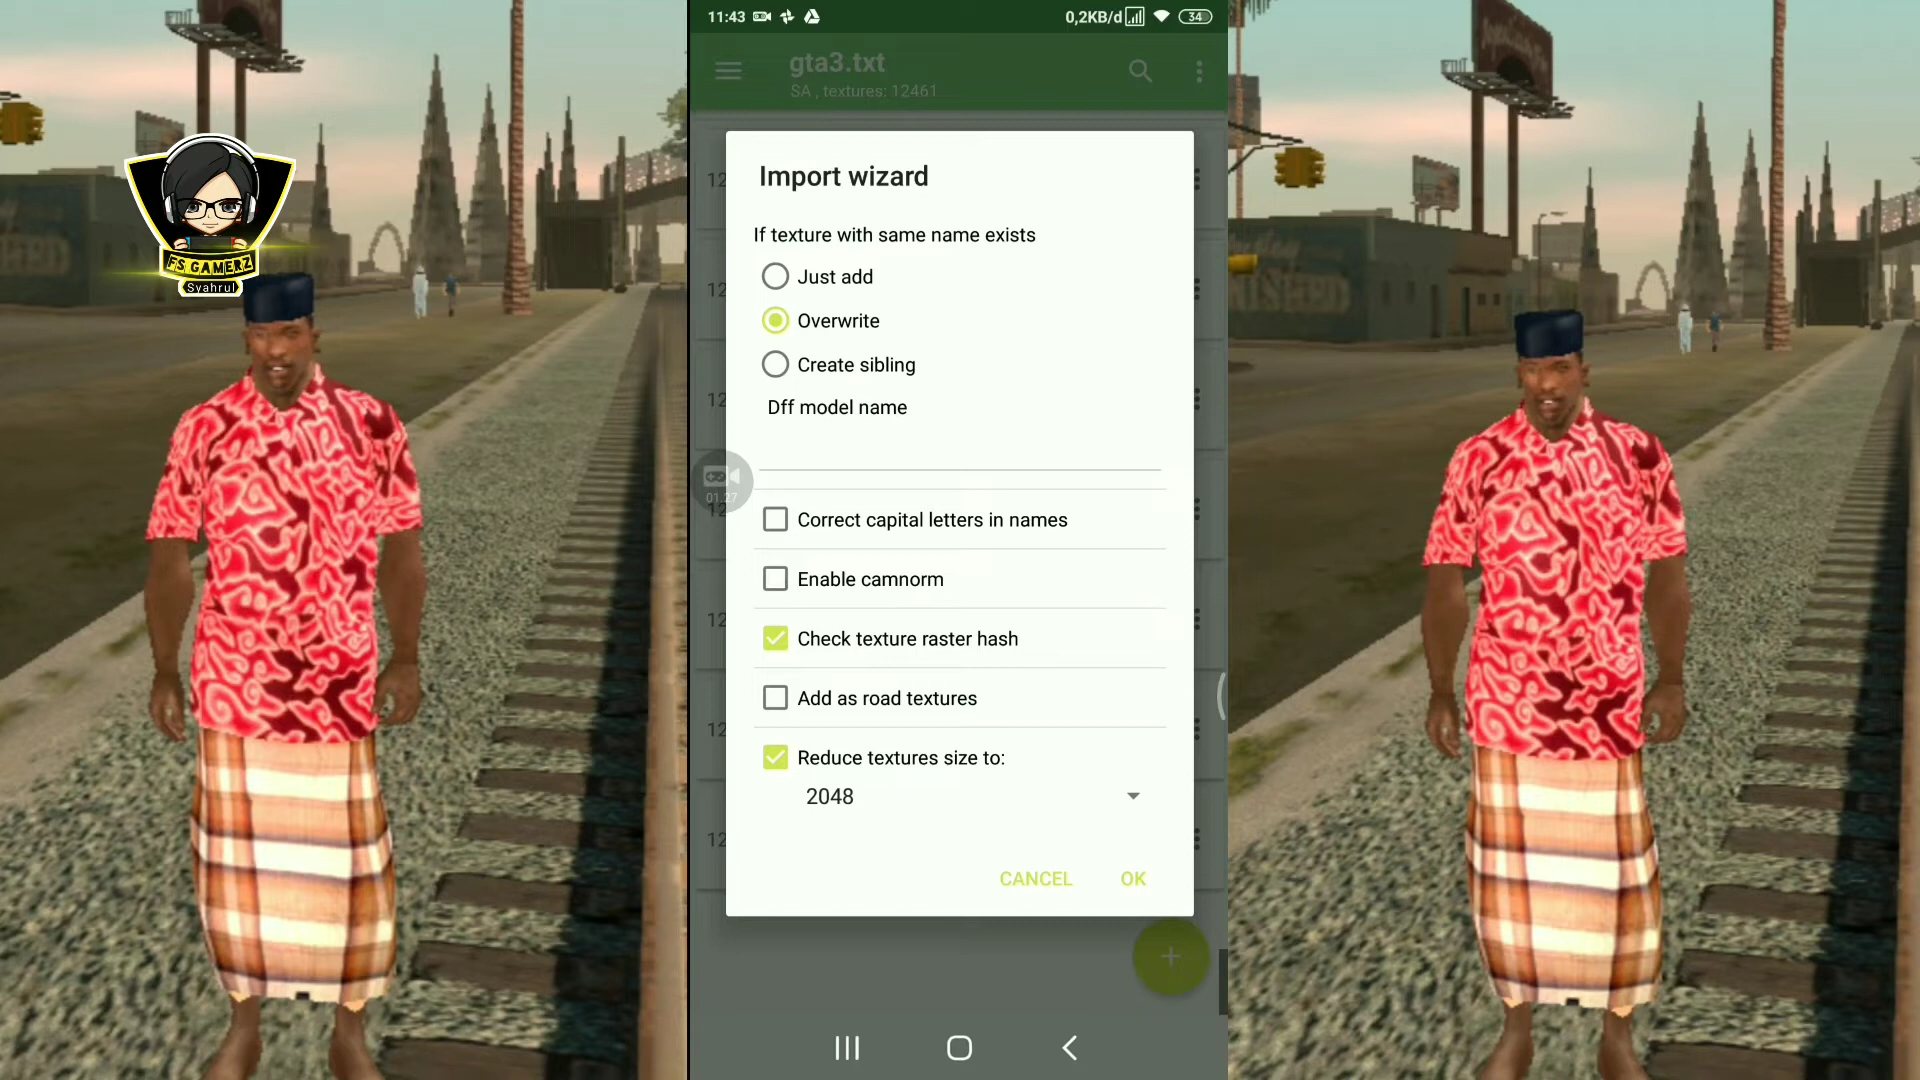 11:43
0,2KB/d
34
gta3.txt
SA , textures: 12461
Import wizard
If texture with same name exists
Just add
Overwrite
Create sibling
Dff model name
01.27
Correct capital letters in names
Enable camnorm
Check texture raster hash
Add as road textures
Reduce textures size to:
2048
CANCEL
OK
FS GAMERZ
Syahrul